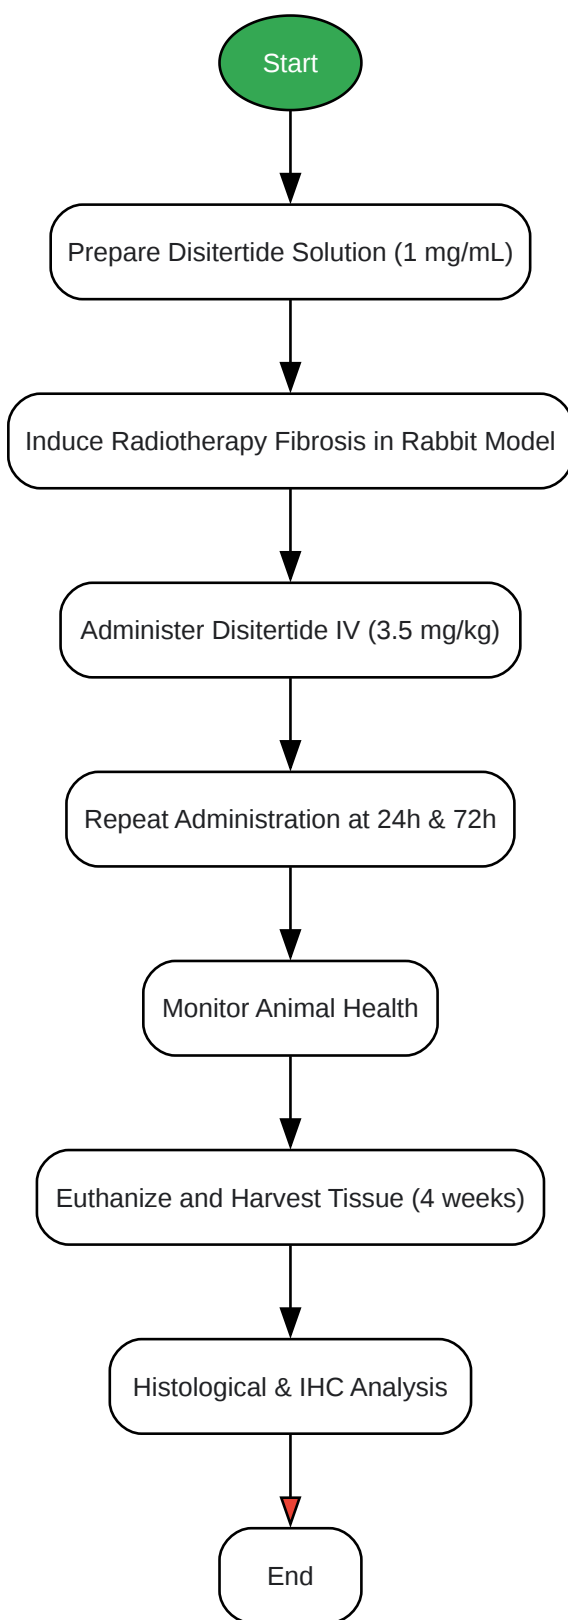 Start
Prepare Disitertide Solution (1 mg/mL)
Induce Radiotherapy Fibrosis in Rabbit Model
Administer Disitertide IV (3.5 mg/kg)
Repeat Administration at 24h & 72h
Monitor Animal Health
Euthanize and Harvest Tissue (4 weeks)
Histological & IHC Analysis
End